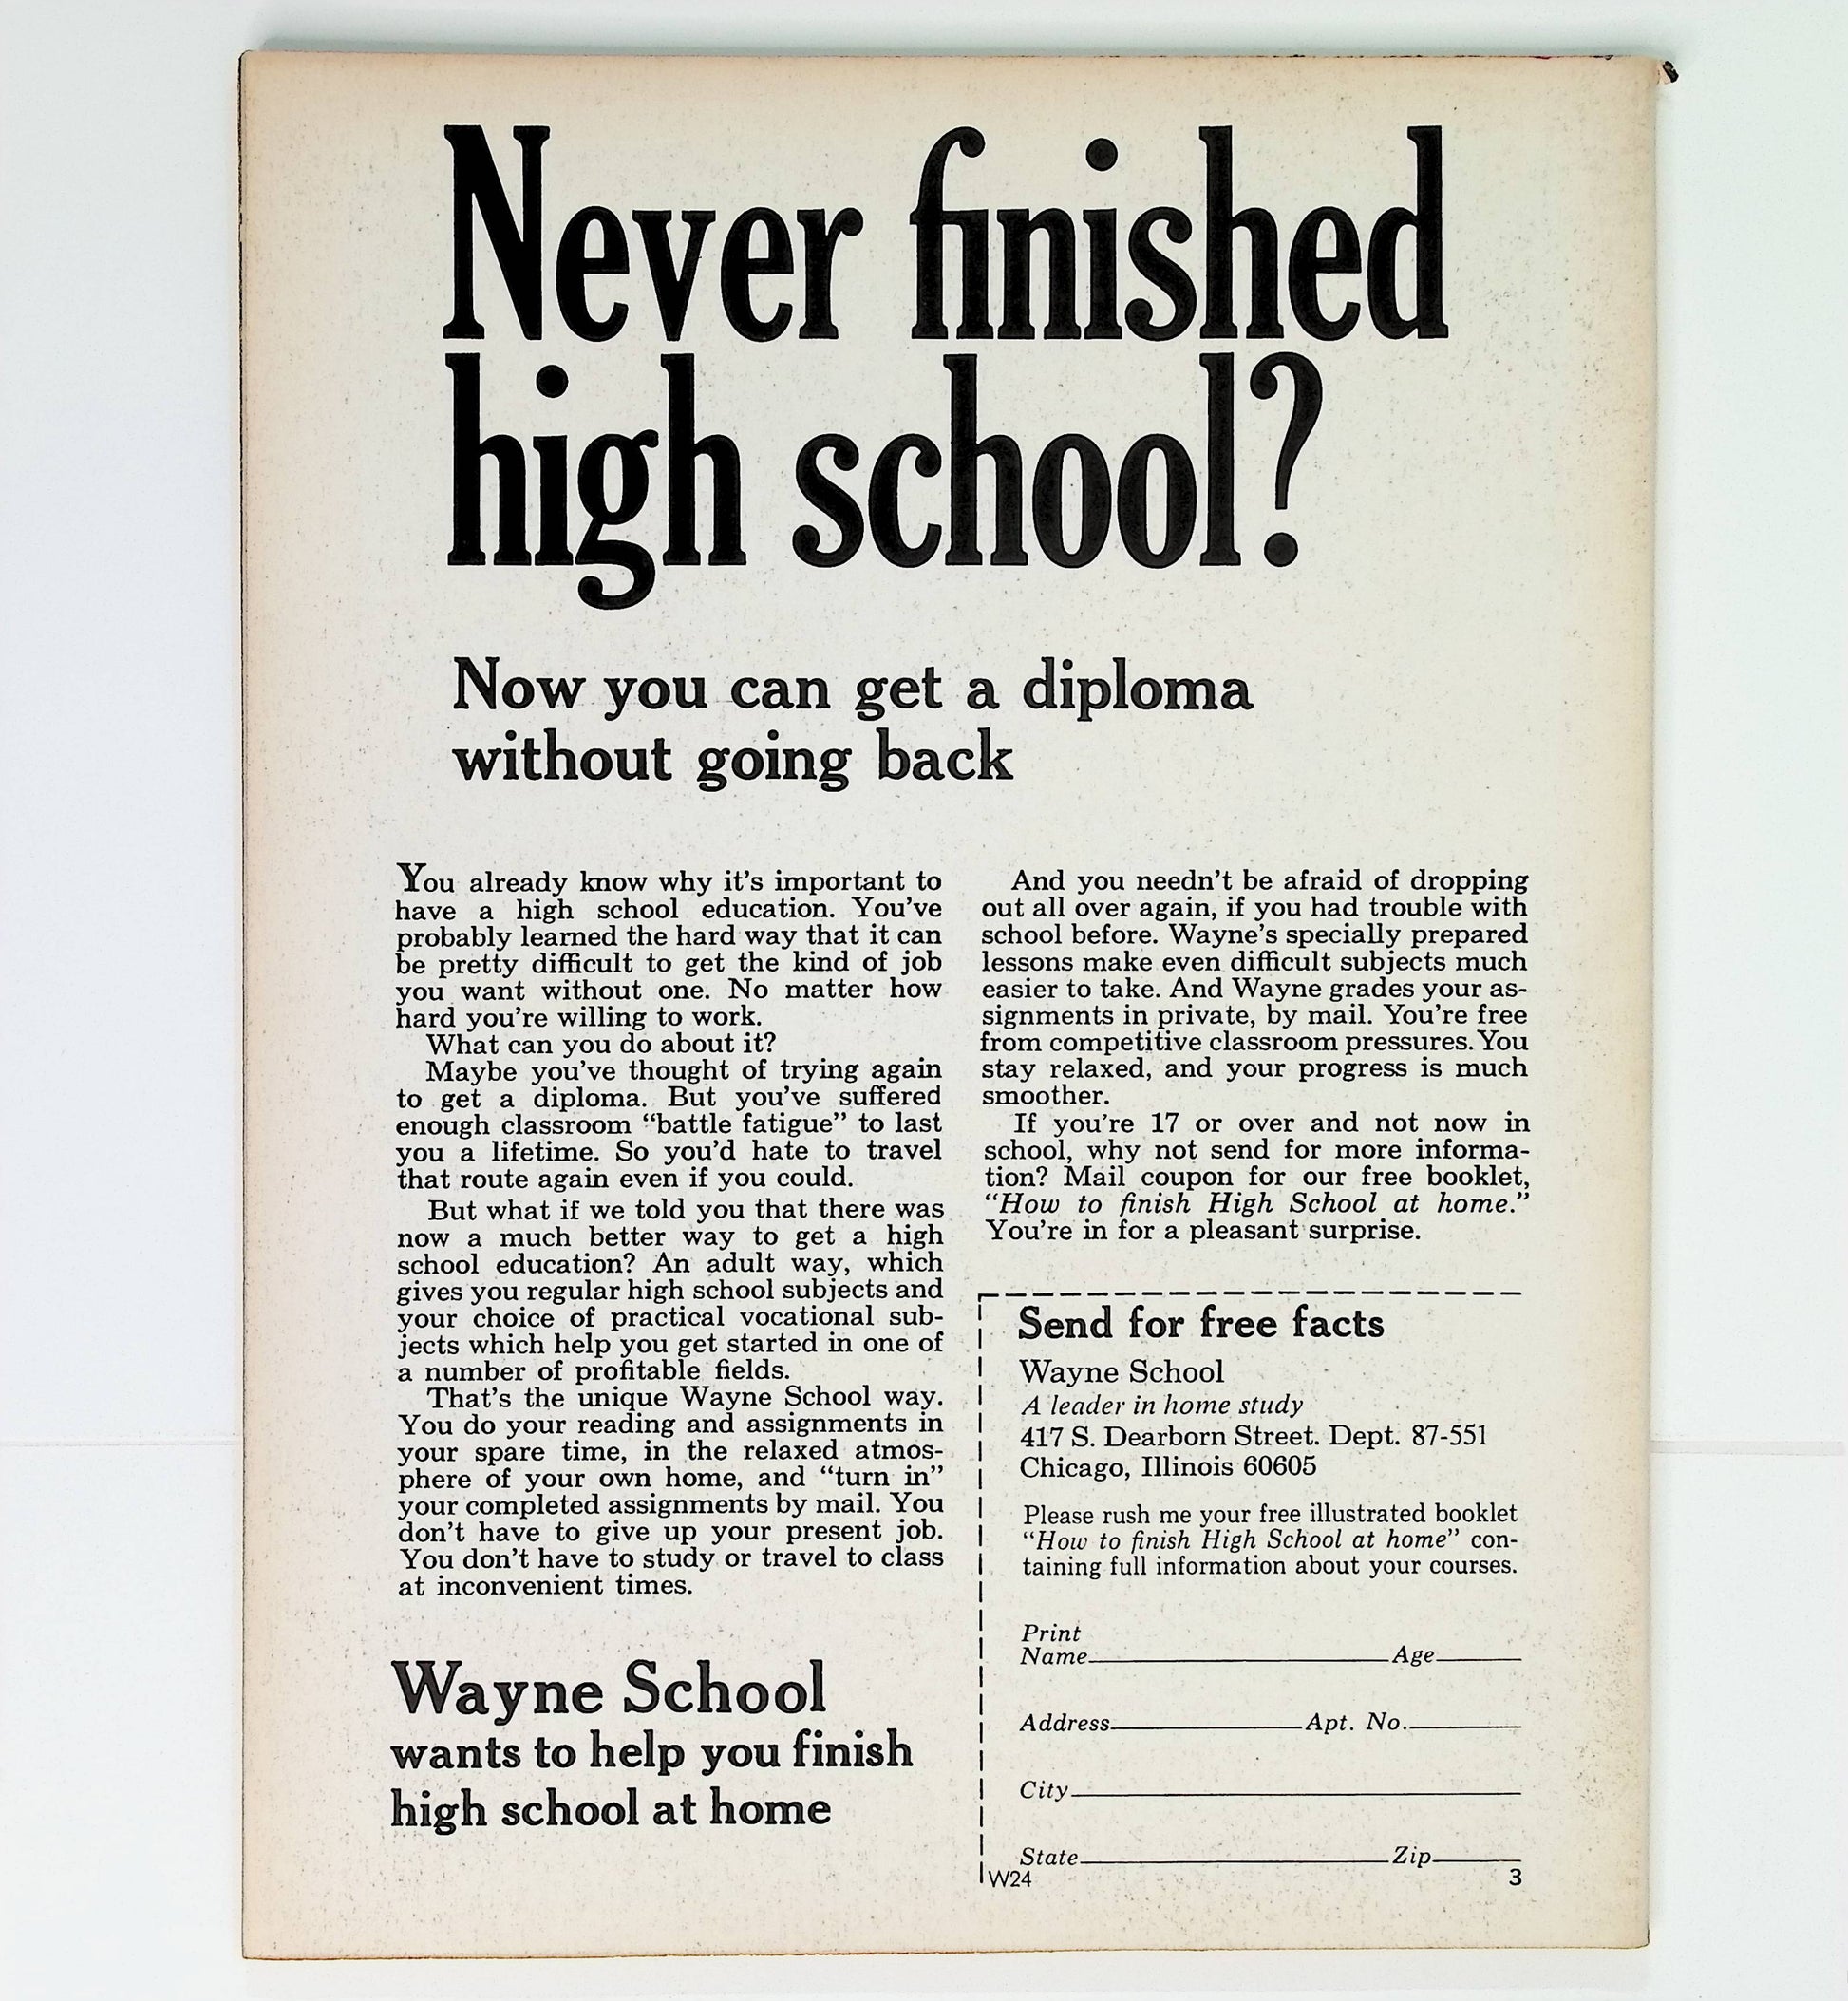 Never finished
high school?
Now you can get a diploma
without going back
You already know why it's important to
have a high school education. You've
probably learned the hard way that it can
be pretty difficult to get the kind of job
you want without one. No matter how
hard you're willing to work.
What can you do about it?
Maybe you've thought of trying again
to get a diploma. But you've suffered
enough classroom “battle fatigue” to last
you a lifetime. So you'd hate to travel
that route again even if you could.
But what if we told you that there was
now a much better way to get a high
school education? An adult way, which
gives you regular high school subjects and
your choice of practical vocational sub-
jects which help you get started in one of
a number of profitable fields.
That's the unique Wayne School way.
You do your reading and assignments in
your spare time, in the relaxed atmos-
phere of your own home, and “turn in”
your completed assignments by mail. You
don't have to give up your present job.
You don't have to study or travel to class
at inconvenient times.
Wayne School
wants to help you finish
high school at home
And you needn't be afraid of dropping
out all over again, if you had trouble with
school before. Wayne's specially prepared
lessons make even difficult subjects much
easier to take. And Wayne grades your as-
signments in private, by mail. You're free
from competitive classroom pressures. You
stay relaxed, and your progress is much
smoother.
If you're 17 or over and not now in
school, why not send for more informa-
tion? Mail coupon for our free booklet,
“How to finish High School at home.”
You're in for a pleasant surprise.
Send for free facts
Wayne School
A leader in home study
417 S. Dearborn Street. Dept. 87-551
Chicago, Illinois 60605
Please rush me your free illustrated booklet
“How to finish High School at home” con-
taining full information about your courses.
Print
Name Age
Address Apt. No.
City
State Zip
W24 3